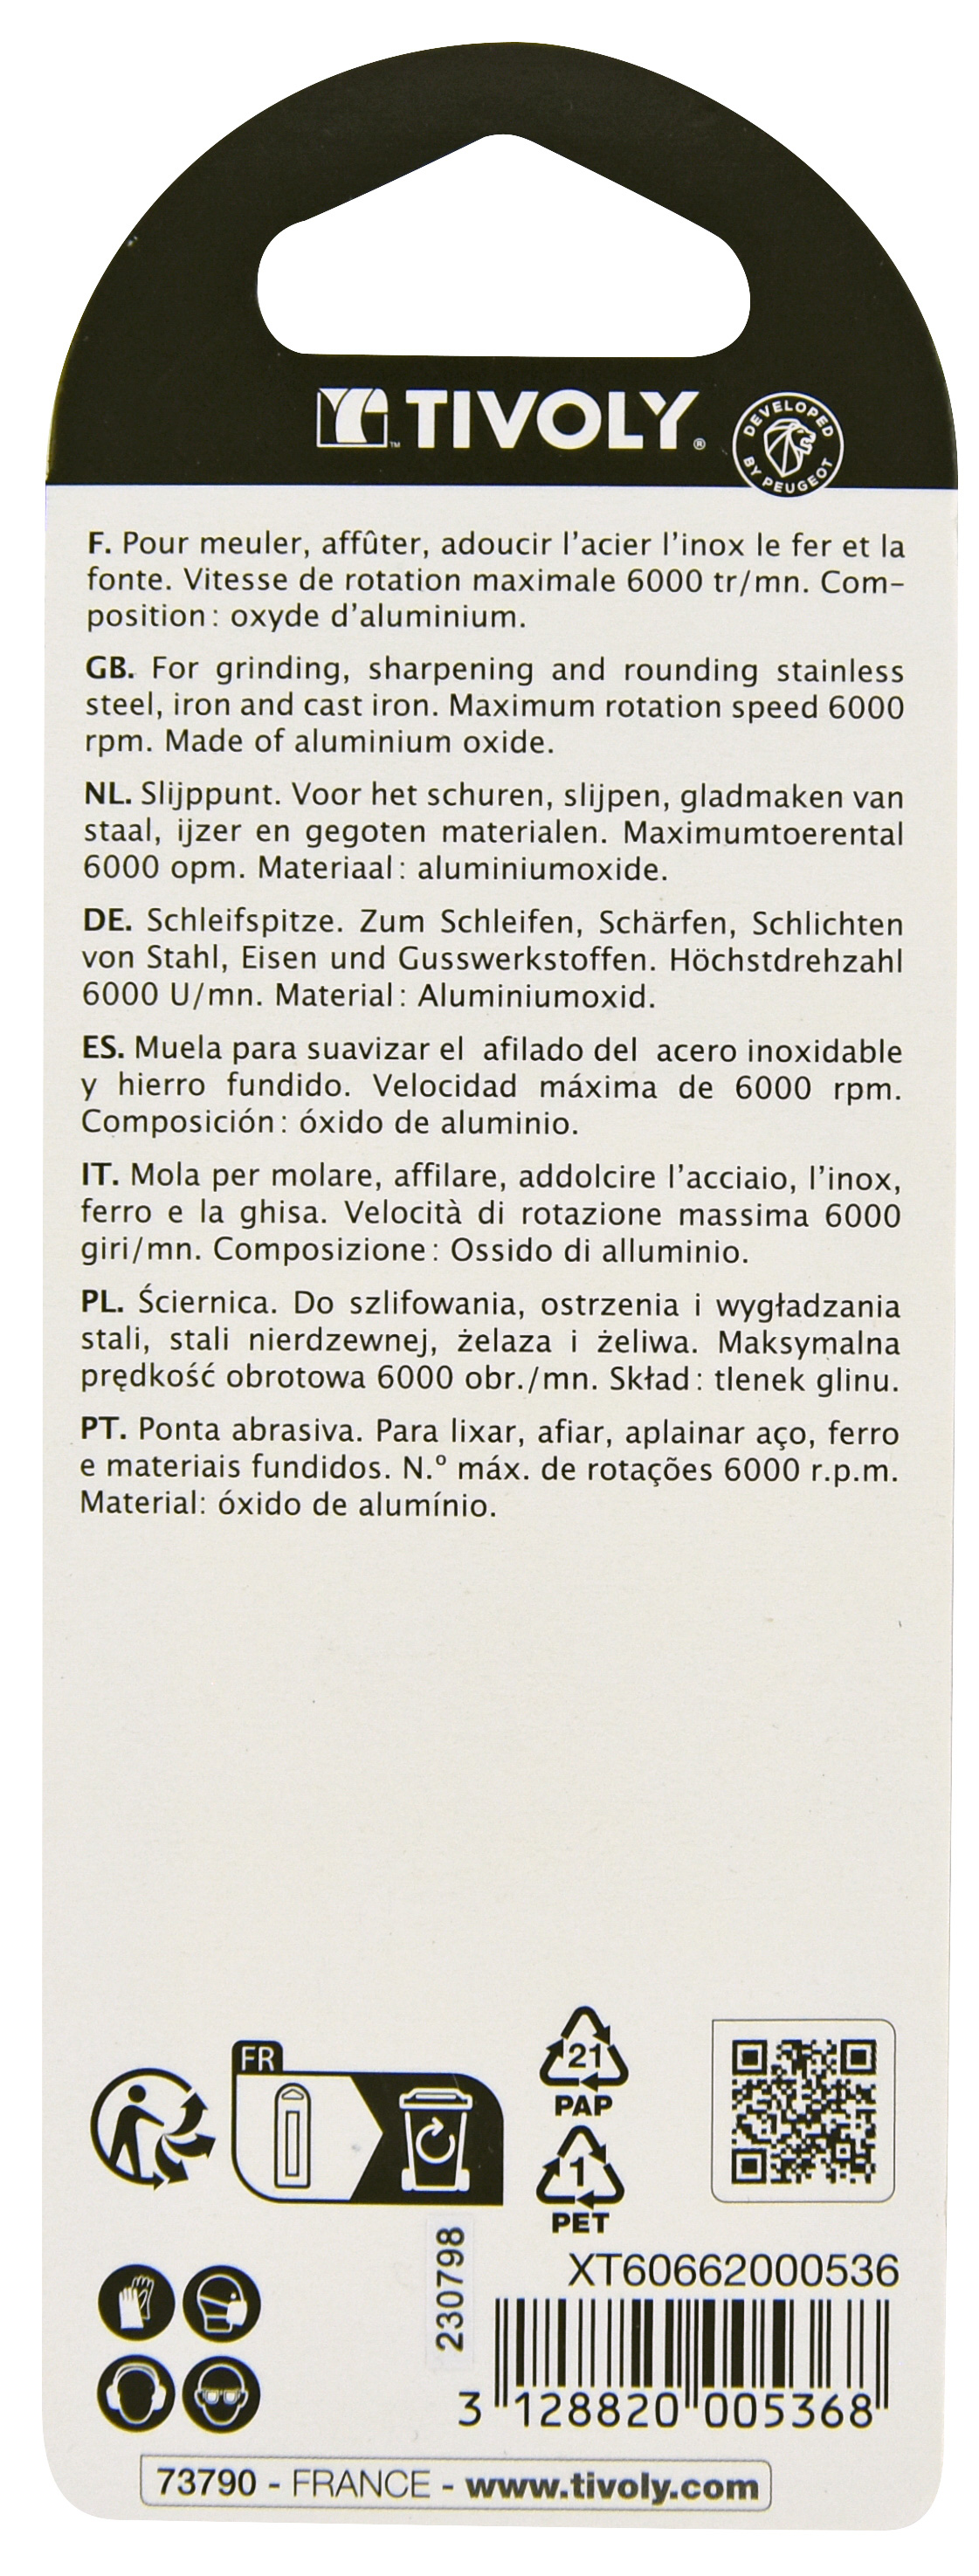 TIVOLY
DEVELOPED
BY PEUGEOT
F. Pour meuler, affûter, adoucir l'acier l'inox le fer et la
fonte. Vitesse de rotation maximale 6000 tr/mn. Com-
position : oxyde d'aluminium.
GB. For grinding, sharpening and rounding stainless
steel, iron and cast iron. Maximum rotation speed 6000
rpm. Made of aluminium oxide.
NL. Slijppunt. Voor het schuren, slijpen, gladmaken van
staal, ijzer en gegoten materialen. Maximumtoerental
6000 opm. Materiaal : aluminiumoxide.
DE. Schleifspitze. Zum Schleifen, Schärfen, Schlichten
von Stahl, Eisen und Gusswerkstoffen. Höchstdrehzahl
6000 U/mn. Material : Aluminiumoxid.
ES. Muela para suavizar el afilado del acero inoxidable
y hierro fundido. Velocidad máxima de 6000 rpm.
Composición : óxido de aluminio.
IT. Mola per molare, affilare, addolcire l'acciaio, l'inox,
ferro e la ghisa. Velocità di rotazione massima 6000
giri/mn. Composizione : Ossido di alluminio.
PL. Ściernica. Do szlifowania, ostrzenia i wygładzania
stali, stali nierdzewnej, żelaza i żeliwa. Maksymalna
prędkość obrotowa 6000 obr./mn. Skład : tlenek glinu.
PT. Ponta abrasiva. Para lixar, afiar, aplainar aço, ferro
e materiais fundidos. N.º máx. de rotações 6000 r.p.m.
Material: óxido de alumínio.
FR
21
PAP
1
PET
230798
XT60662000536
3 128820 005368
73790 - FRANCE - www.tivoly.com